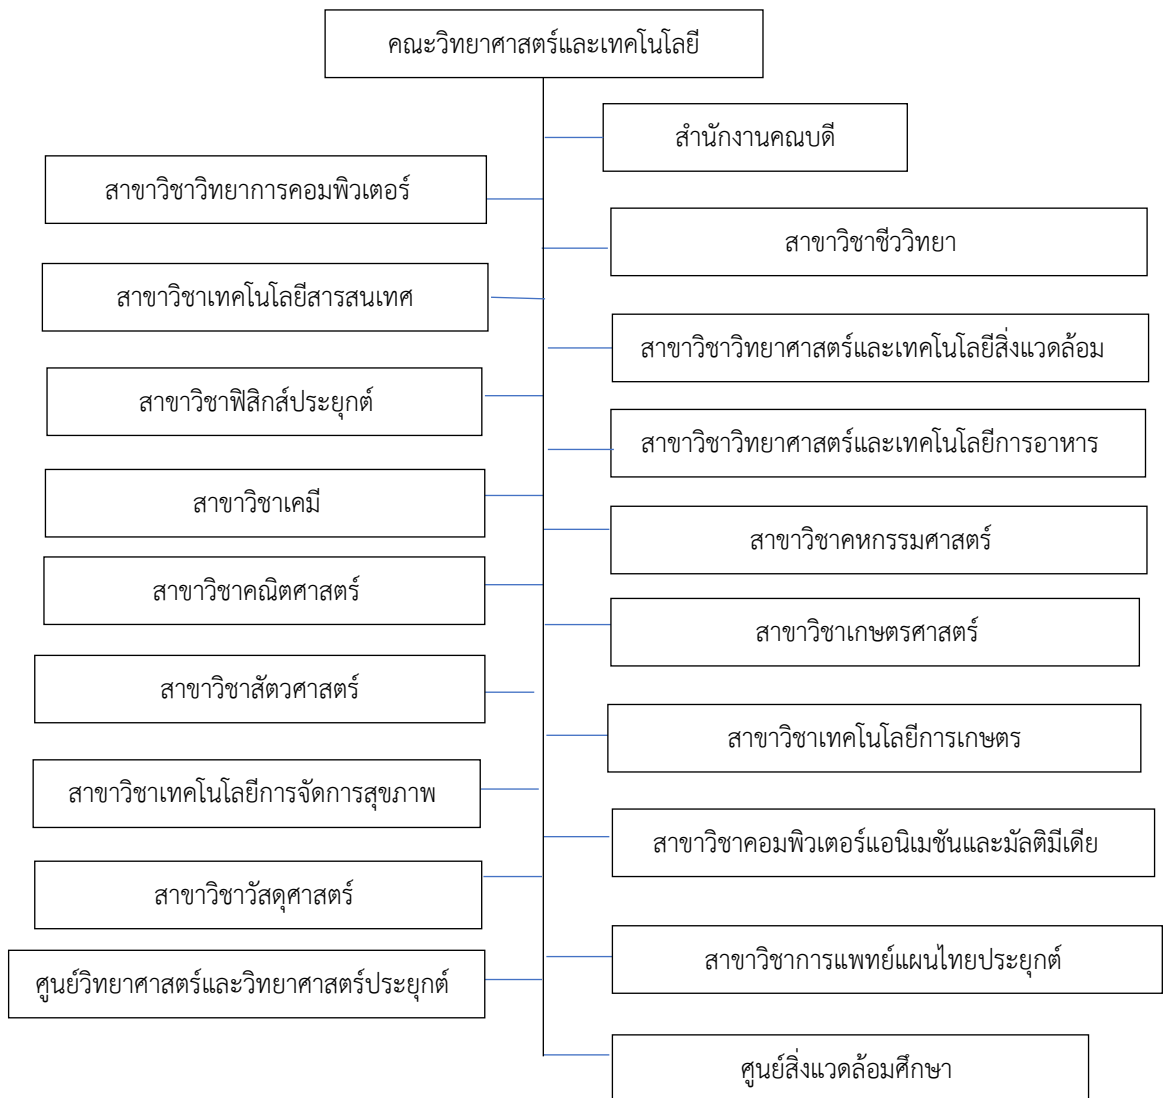 คณะวิทยาศาสตร์และเทคโนโลยี
สำนักงานคณบดี
สาขาวิชาวิทยาการคอมพิวเตอร์
สาขาวิชาชีววิทยา
สาขาวิชาเทคโนโลยีสารสนเทศ
สาขาวิชาวิทยาศาสตร์และเทคโนโลยีสิ่งแวดล้อม
สาขาวิชาฟิสิกส์ประยุกต์
สาขาวิชาวิทยาศาสตร์และเทคโนโลยีการอาหาร
สาขาวิชาเคมี
สาขาวิชาคหกรรมศาสตร์
สาขาวิชาคณิตศาสตร์
สาขาวิชาเกษตรศาสตร์
สาขาวิชาสัตวศาสตร์
สาขาวิชาเทคโนโลยีการเกษตร
สาขาวิชาเทคโนโลยีการจัดการสุขภาพ
สาขาวิชาคอมพิวเตอร์แอนิเมชันและมัลติมีเดีย
สาขาวิชาวัสดุศาสตร์
สาขาวิชาการแพทย์แผนไทยประยุกต์
ศูนย์วิทยาศาสตร์และวิทยาศาสตร์ประยุกต์
ศูนย์สิ่งแวดล้อมศึกษา